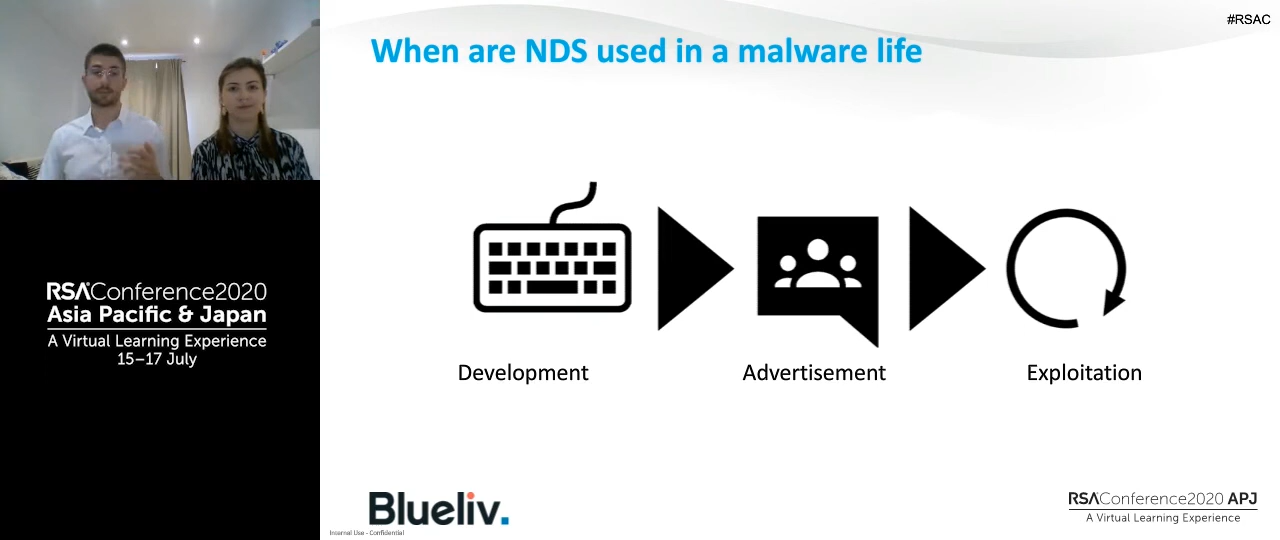 #RSAC
When are NDS used in a malware life
RSAConference2020
Asia Pacific & Japan
A Virtual Learning Experience
15–17 July
Development
Advertisement
Exploitation
Blueliv.
Internal Use - Confidential
RSAConference2020 APJ
A Virtual Learning Experience